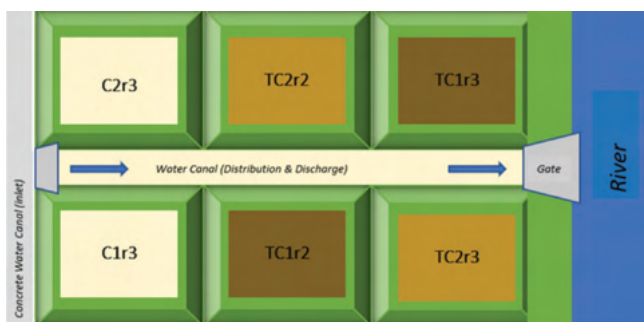 Concrete Water Canal (Inlet)
C2r3
TC2r2
TC1r3
Water Canal (Distribution & Discharge)
Gate
River
C1r3
TC1r2
TC2r3